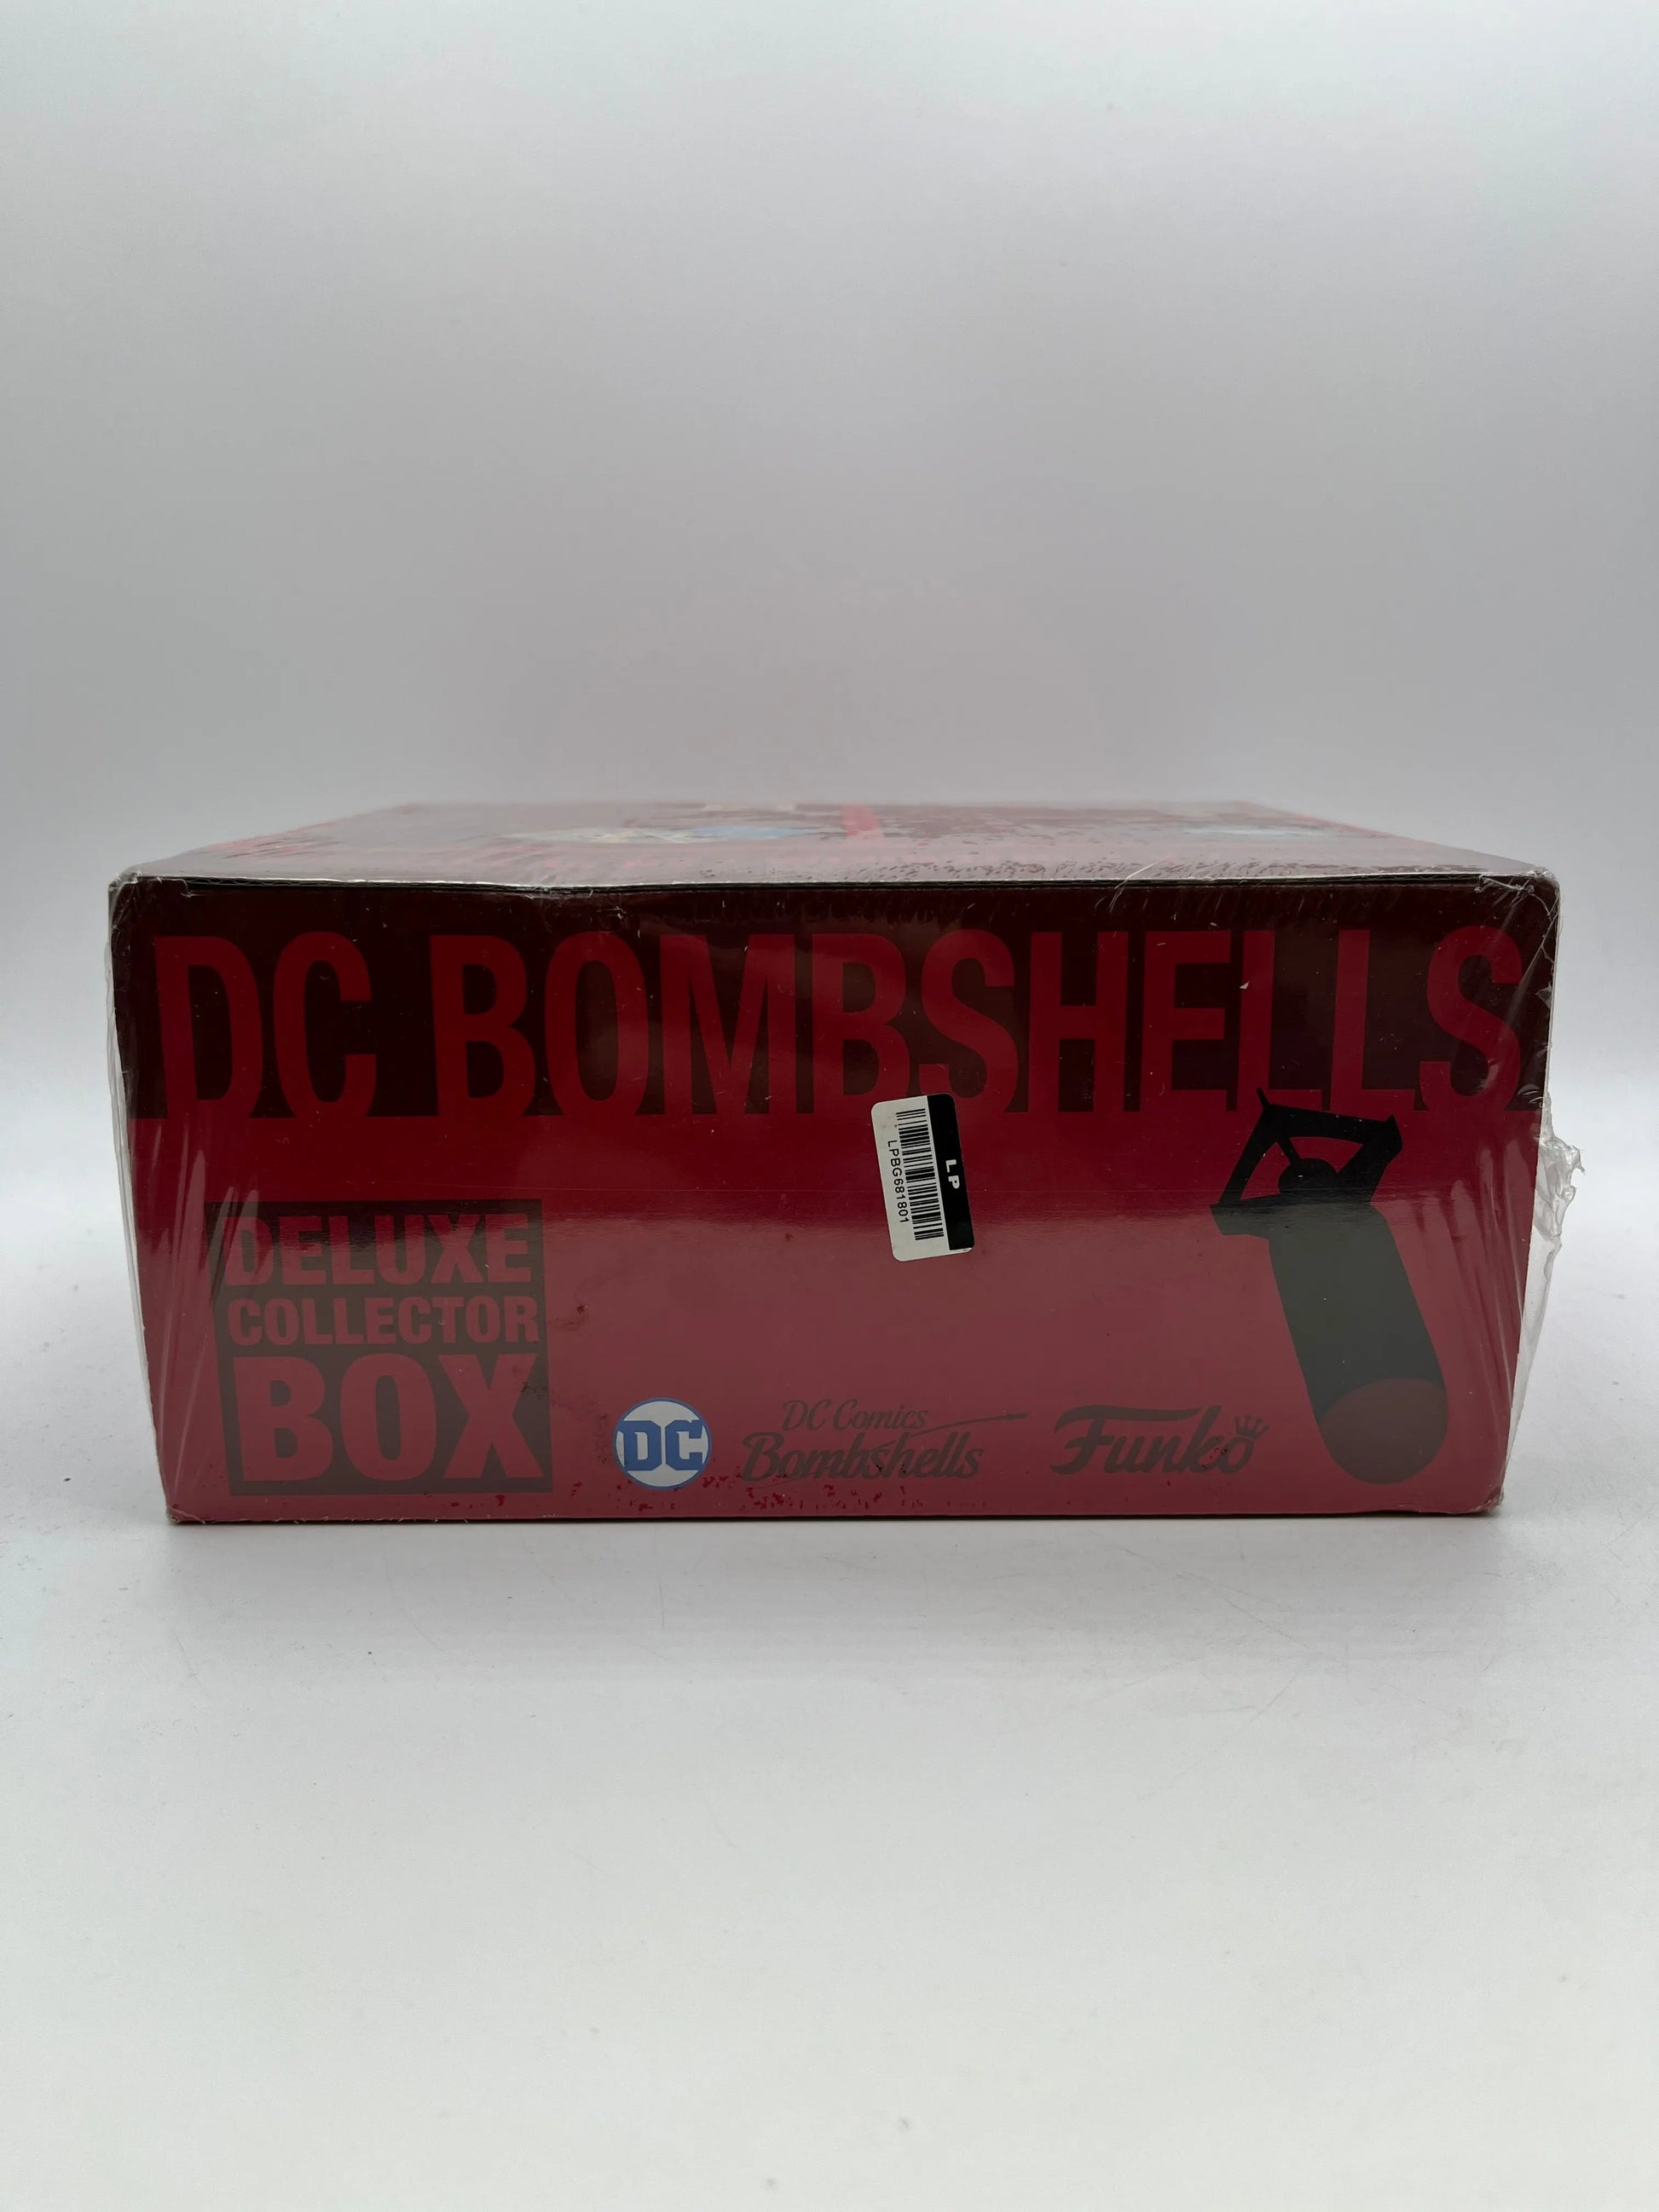 DC BOMBSHELLS
LP
LPBG681801
DELUXE
COLLECTOR
BOX
DC
DC Comics
Bombshells
Funko